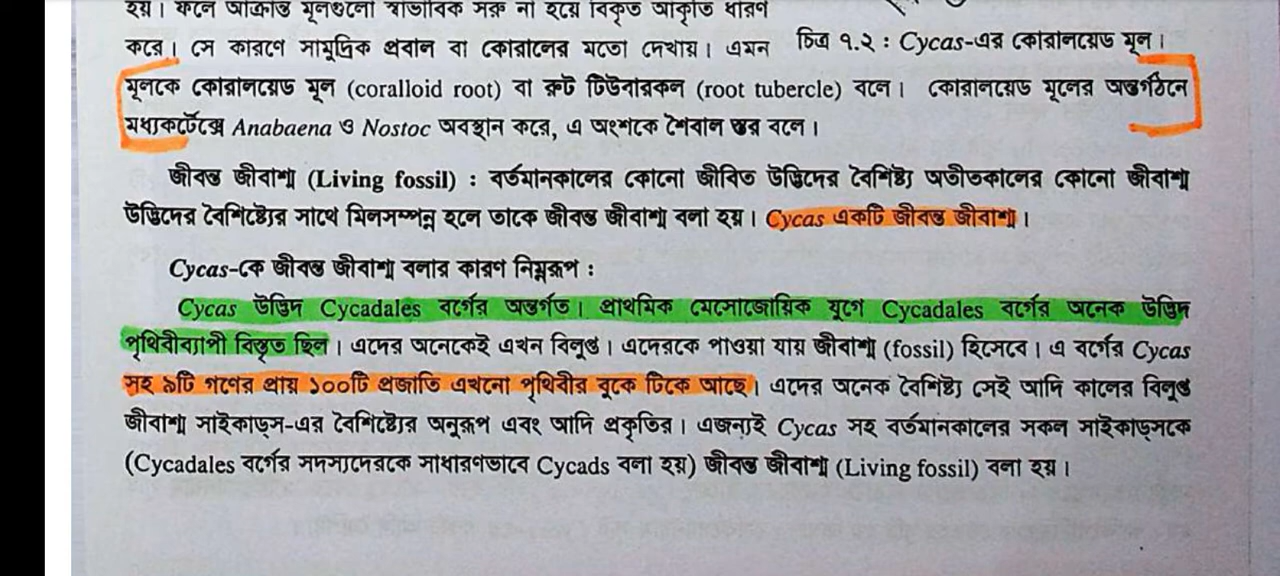 হয়। ফলে আক্রান্ত মূলগুলো স্বাভাবিক সরু না হয়ে বিকৃত আকৃতি ধারণ
করে। সে কারণে সামুদ্রিক প্রবাল বা কোরালের মতো দেখায়। এমন
চিত্র ৭.২ : Cycas-এর কোরালয়েড মূল।
মূলকে কোরালয়েড মূল (coralloid root) বা রুট টিউবারকল (root tubercle) বলে। কোরালয়েড মূলের অন্তর্গঠনে
মধ্যকর্টেক্সে Anabaena ও Nostoc অবস্থান করে, এ অংশকে শৈবাল স্তর বলে।
জীবন্ত জীবাশ্ম (Living fossil) : বর্তমানকালের কোনো জীবিত উদ্ভিদের বৈশিষ্ট্য অতীতকালের কোনো জীবাশ্ম
উদ্ভিদের বৈশিষ্ট্যের সাথে মিলসম্পন্ন হলে তাকে জীবন্ত জীবাশ্ম বলা হয়। Cycas একটি জীবন্ত জীবাশ্ম।
Cycas-কে জীবন্ত জীবাশ্ম বলার কারণ নিম্নরূপ :
Cycas উদ্ভিদ Cycadales বর্গের অন্তর্গত। প্রাথমিক মেসোজোয়িক যুগে Cycadales বর্গের অনেক উদ্ভিদ
পৃথিবীব্যাপী বিস্তৃত ছিল। এদের অনেকেই এখন বিলুপ্ত। এদেরকে পাওয়া যায় জীবাশ্ম (fossil) হিসেবে। এ বর্গের Cycas
সহ ৯টি গণের প্রায় ১০০টি প্রজাতি এখনো পৃথিবীর বুকে টিকে আছে। এদের অনেক বৈশিষ্ট্য সেই আদি কালের বিলুপ্ত
জীবাশ্ম সাইকাড্‌স-এর বৈশিষ্ট্যের অনুরূপ এবং আদি প্রকৃতির। এজন্যই Cycas সহ বর্তমানকালের সকল সাইকাড্‌সকে
(Cycadales বর্গের সদস্যদেরকে সাধারণভাবে Cycads বলা হয়) জীবন্ত জীবাশ্ম (Living fossil) বলা হয়।